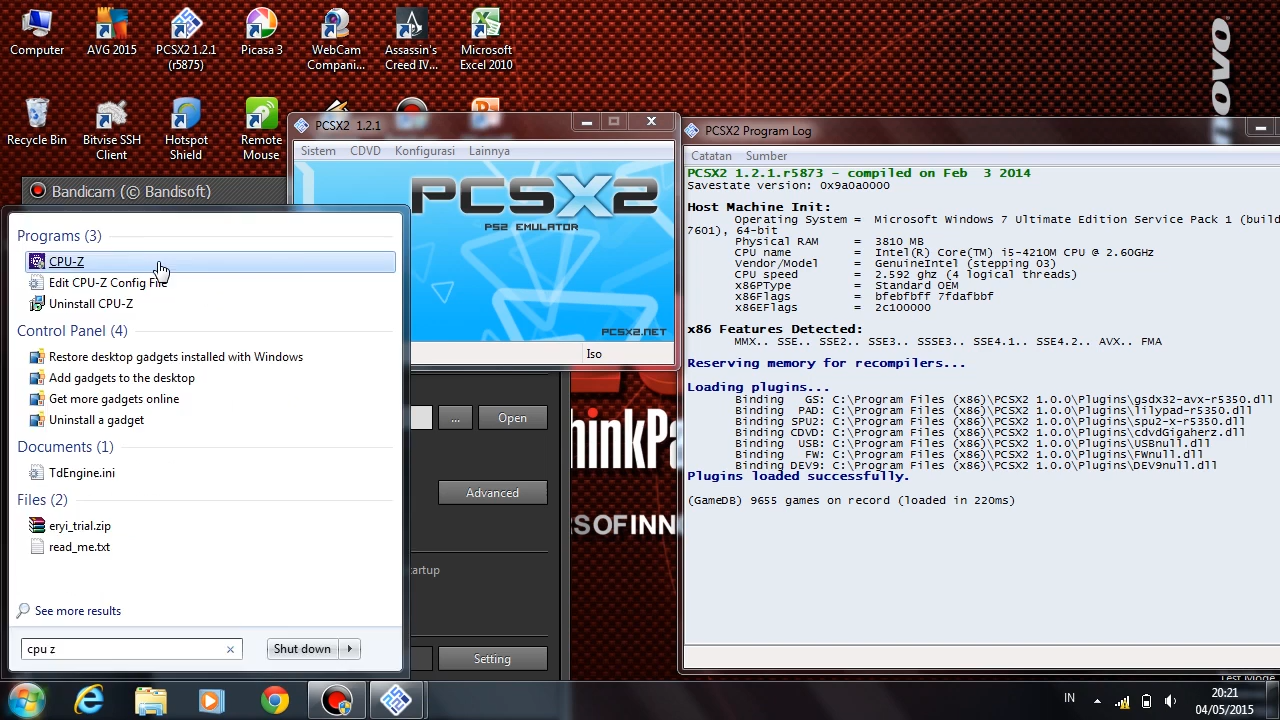 Computer
AVG 2015
PCSX2 1.2.1
(r5875)
Picasa 3
WebCam
Compani...
Assassin's
Creed IV...
Microsoft
Excel 2010
Recycle Bin
Bitvise SSH
Client
Hotspot
Shield
Remote
Mouse
Bandicam (© Bandisoft)
Programs (3)
CPU-Z
Edit CPU-Z Config File
Uninstall CPU-Z
Control Panel (4)
Restore desktop gadgets installed with Windows
Add gadgets to the desktop
Get more gadgets online
Uninstall a gadget
Documents (1)
TdEngine.ini
Files (2)
eryi_trial.zip
read_me.txt
See more results
cpu z
Shut down
PCSX2 1.2.1
Sistem CDVD Konfigurasi Lainnya
PCSX2
PS2 EMULATOR
PCSX2.NET
Iso
... Open
Advanced
artup
Setting
hinkPa
RSOFINN
ovo
PCSX2 Program Log
Catatan Sumber
PCSX2 1.2.1.r5873 - compiled on Feb 3 2014
Savestate version: 0x9a0a0000
Host Machine Init:
Operating System = Microsoft Windows 7 Ultimate Edition Service Pack 1 (build
7601), 64-bit
Physical RAM = 3810 MB
CPU name = Intel(R) Core(TM) i5-4210M CPU @ 2.60GHz
Vendor/Model = GenuineIntel (stepping 03)
CPU speed = 2.592 ghz (4 logical threads)
x86PType = Standard OEM
x86Flags = bfebfbff 7fdafbbf
x86EFlags = 2c100000
x86 Features Detected:
MMX.. SSE.. SSE2.. SSE3.. SSSE3.. SSE4.1.. SSE4.2.. AVX.. FMA
Reserving memory for recompilers...
Loading plugins...
Binding GS: C:\Program Files (x86)\PCSX2 1.0.0\Plugins\gsdx32-avx-r5350.dll
Binding PAD: C:\Program Files (x86)\PCSX2 1.0.0\Plugins\lilypad-r5350.dll
Binding SPU2: C:\Program Files (x86)\PCSX2 1.0.0\Plugins\spu2-x-r5350.dll
Binding CDVD: C:\Program Files (x86)\PCSX2 1.0.0\Plugins\cdvdGigaherz.dll
Binding USB: C:\Program Files (x86)\PCSX2 1.0.0\Plugins\USBnull.dll
Binding FW: C:\Program Files (x86)\PCSX2 1.0.0\Plugins\FWnull.dll
Binding DEV9: C:\Program Files (x86)\PCSX2 1.0.0\Plugins\DEV9null.dll
Plugins loaded successfully.
(GameDB) 9655 games on record (loaded in 220ms)
Test Mode
IN
20:21
04/05/2015